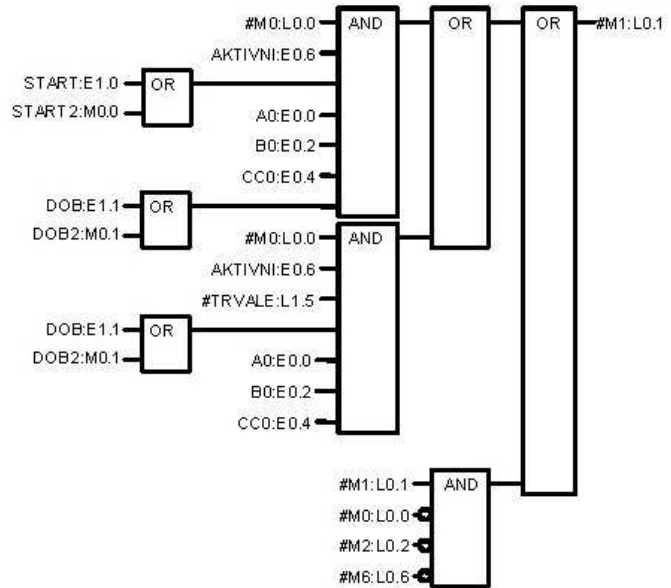 #M0:L0.0 AND OR OR #M1:L0.1
AKTIVNI:E0.6
START:E1.0 OR
START2:M0.0
A0:E0.0
B0:E0.2
CC0:E0.4
DOB:E1.1 OR
DOB2:M0.1
#M0:L0.0 AND
AKTIVNI:E0.6
#TRVALE:L1.5
DOB:E1.1 OR
DOB2:M0.1
A0:E0.0
B0:E0.2
CC0:E0.4
#M1:L0.1 AND
#M0:L0.0
#M2:L0.2
#M6:L0.6